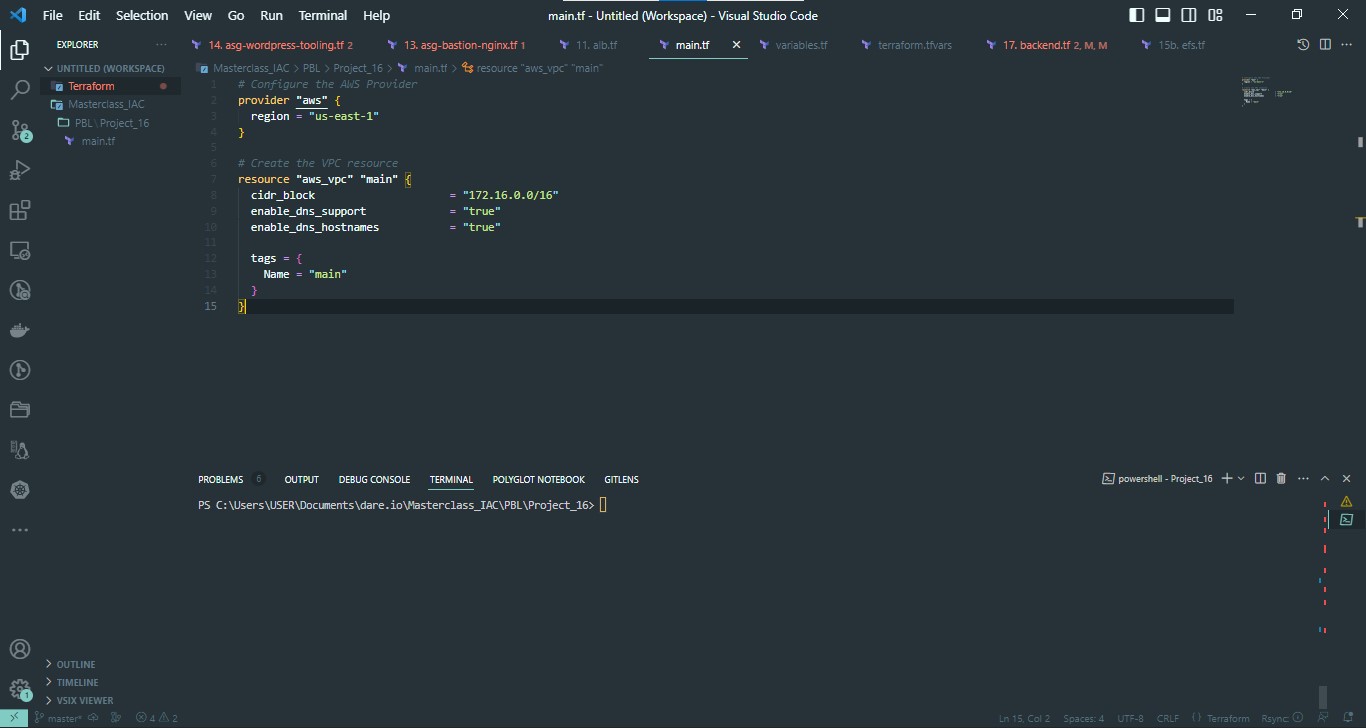 File Edit Selection View Go Run Terminal Help
main.tf - Untitled (Workspace) - Visual Studio Code
EXPLORER
14. asg-wordpress-tooling.tf 2
13. asg-bastion-nginx.tf 1
11. alb.tf
main.tf
variables.tf
terraform.tfvars
17. backend.tf 2, M, M
15b. efs.tf
UNTITLED (WORKSPACE)
Terraform
Masterclass_IAC
PBL \ Project_16
main.tf
Masterclass_IAC > PBL > Project_16 > main.tf > resource "aws_vpc" "main"
1 # Configure the AWS Provider
2 provider "aws" {
3 region = "us-east-1"
4 }
5
6 # Create the VPC resource
7 resource "aws_vpc" "main" {
8 cidr_block = "172.16.0.0/16"
9 enable_dns_support = "true"
10 enable_dns_hostnames = "true"
11
12 tags = {
13 Name = "main"
14 }
15 }
2
PROBLEMS 6 OUTPUT DEBUG CONSOLE TERMINAL POLYGLOT NOTEBOOK GITLENS
powershell - Project_16
PS C:\Users\USER\Documents\dare.io\Masterclass_IAC\PBL\Project_16>
OUTLINE
TIMELINE
VSIX VIEWER
1
master* 4 2
Ln 15, Col 2 Spaces: 4 UTF-8 CRLF {} Terraform Rsync: